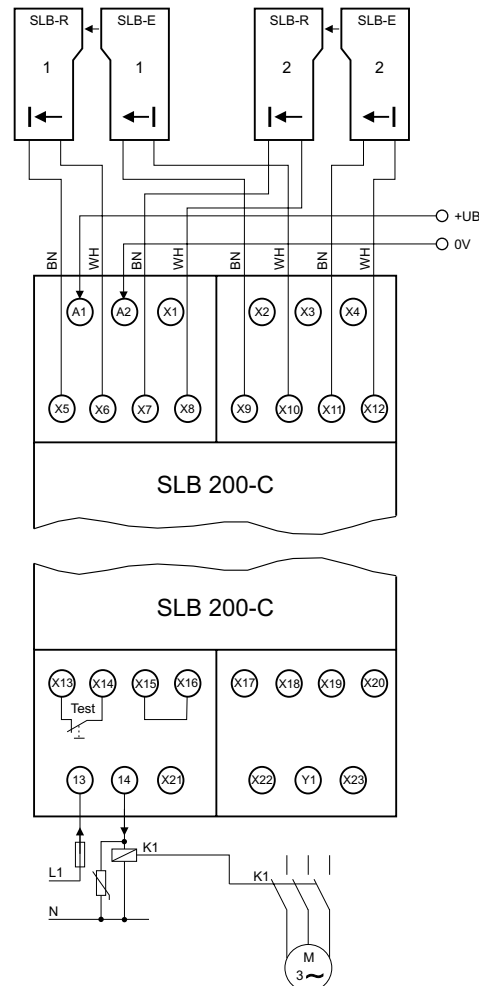 SLB-R SLB-E SLB-R SLB-E
1 1 2 2
+UB
0V
BN WH BN WH BN WH BN WH
A1 A2 X1 X2 X3 X4
X5 X6 X7 X8 X9 X10 X11 X12
SLB 200-C
SLB 200-C
X13 X14 X15 X16 X17 X18 X19 X20
Test
13 14 X21 X22 Y1 X23
K1
L1
K1
N
M
3~